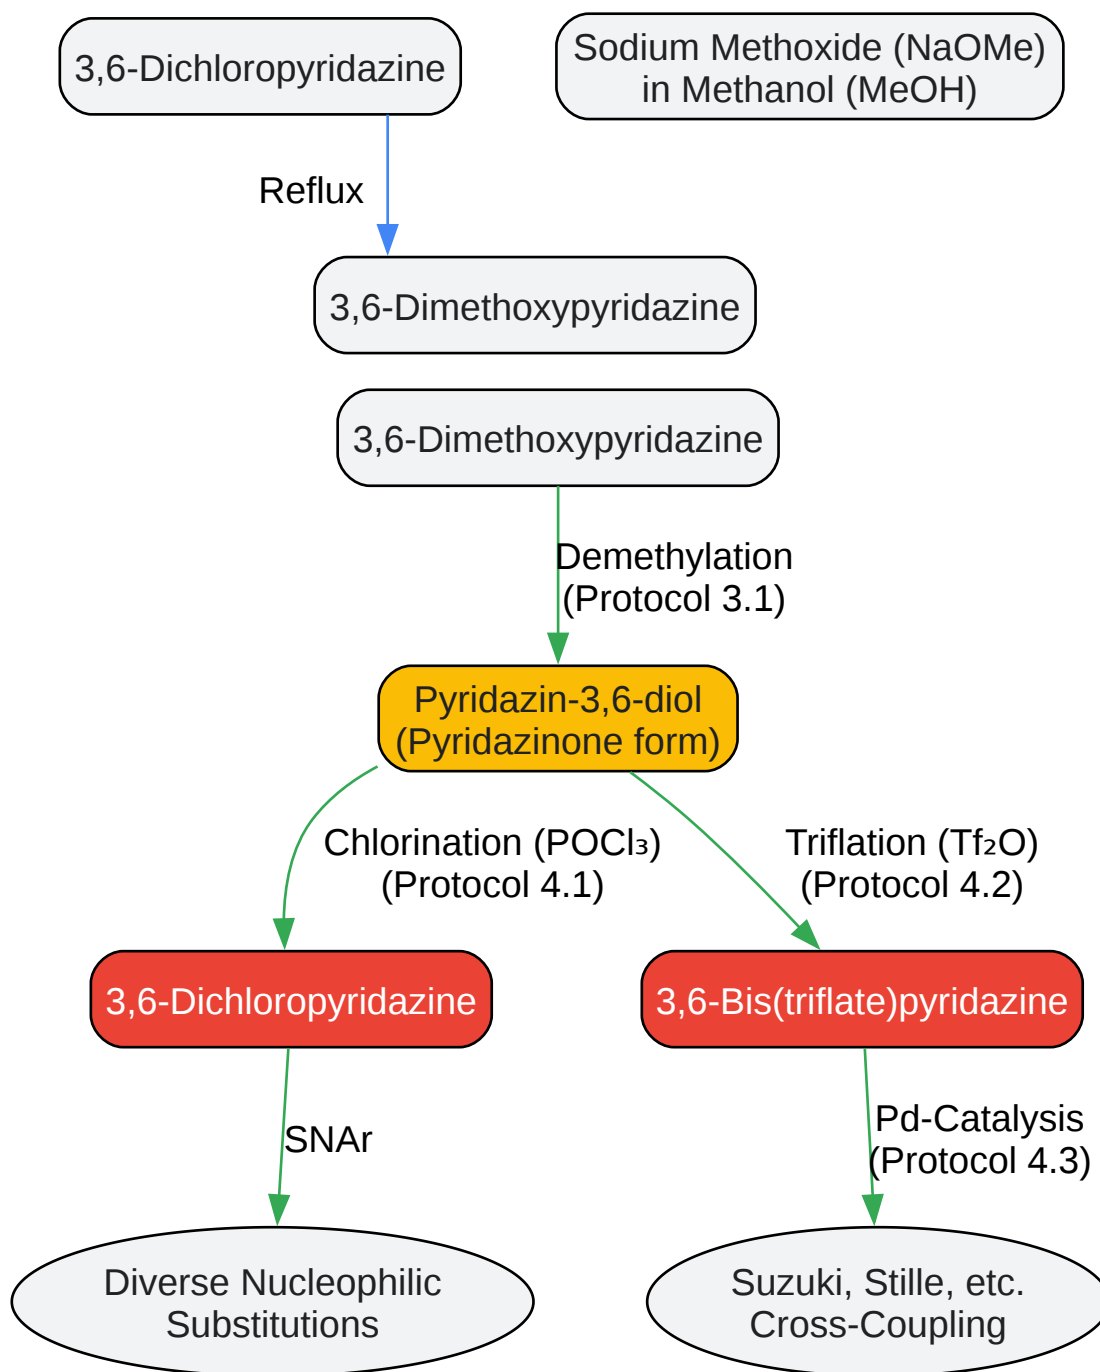 3,6-Dichloropyridazine
Sodium Methoxide (NaOMe)
in Methanol (MeOH)
Reflux
3,6-Dimethoxypyridazine
3,6-Dimethoxypyridazine
Demethylation
(Protocol 3.1)
Pyridazin-3,6-diol
(Pyridazinone form)
Chlorination (POCl₃)
(Protocol 4.1)
Triflation (Tf₂O)
(Protocol 4.2)
3,6-Dichloropyridazine
3,6-Bis(triflate)pyridazine
SNAr
Pd-Catalysis
(Protocol 4.3)
Diverse Nucleophilic
Substitutions
Suzuki, Stille, etc.
Cross-Coupling